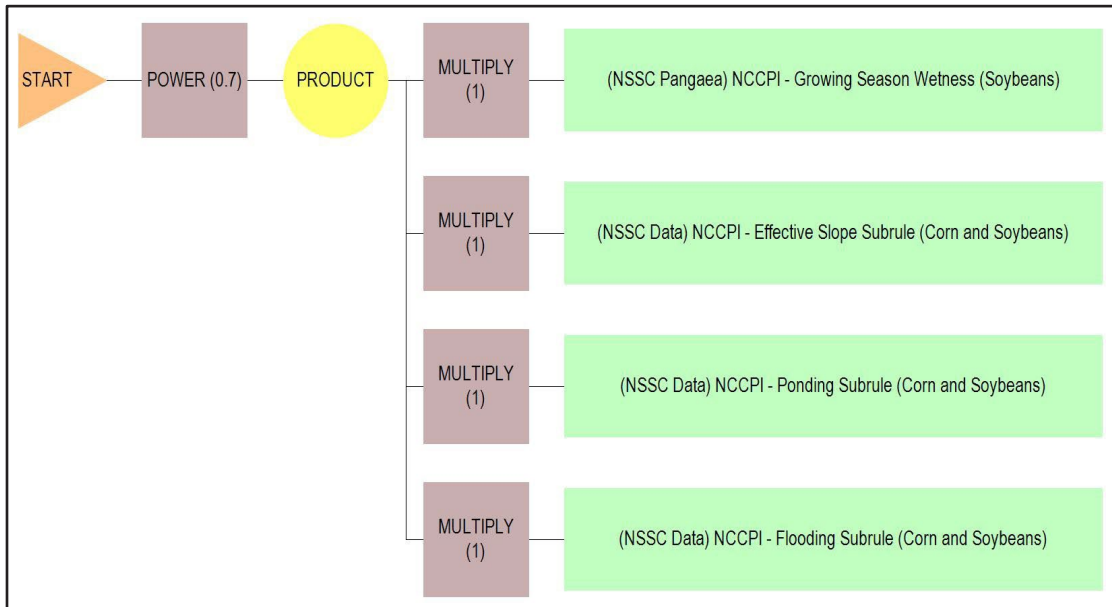 START
POWER (0.7)
PRODUCT
MULTIPLY
(1)
(NSSC Pangaea) NCCPI - Growing Season Wetness (Soybeans)
MULTIPLY
(1)
(NSSC Data) NCCPI - Effective Slope Subrule (Corn and Soybeans)
MULTIPLY
(1)
(NSSC Data) NCCPI - Ponding Subrule (Corn and Soybeans)
MULTIPLY
(1)
(NSSC Data) NCCPI - Flooding Subrule (Corn and Soybeans)